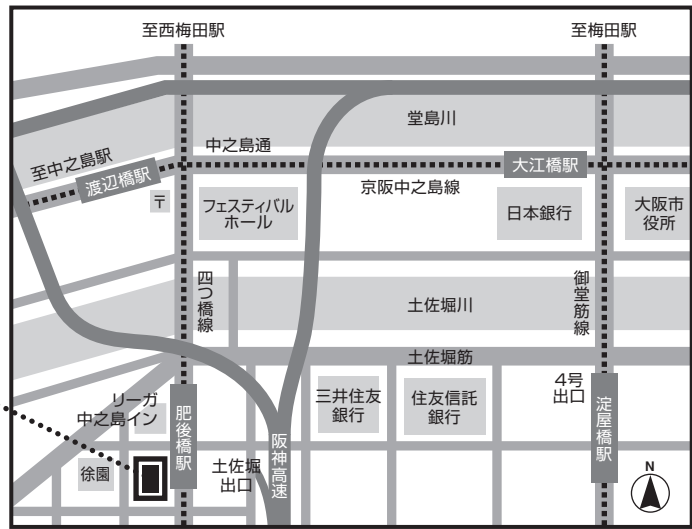 至西梅田駅
至梅田駅
堂島川
中之島通
至中之島駅
渡辺橋駅
大江橋駅
京阪中之島線
〒
フェスティバル
ホール
日本銀行
大阪市
役所
四つ橋線
御堂筋線
土佐堀川
土佐堀筋
4号
出口
リーガ
中之島イン
肥後橋駅
三井住友
銀行
住友信託
銀行
淀屋橋駅
阪神高速
徐園
土佐堀
出口
N